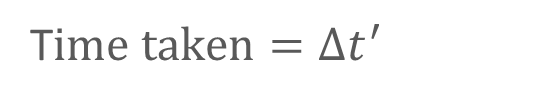 Time taken = Δt′